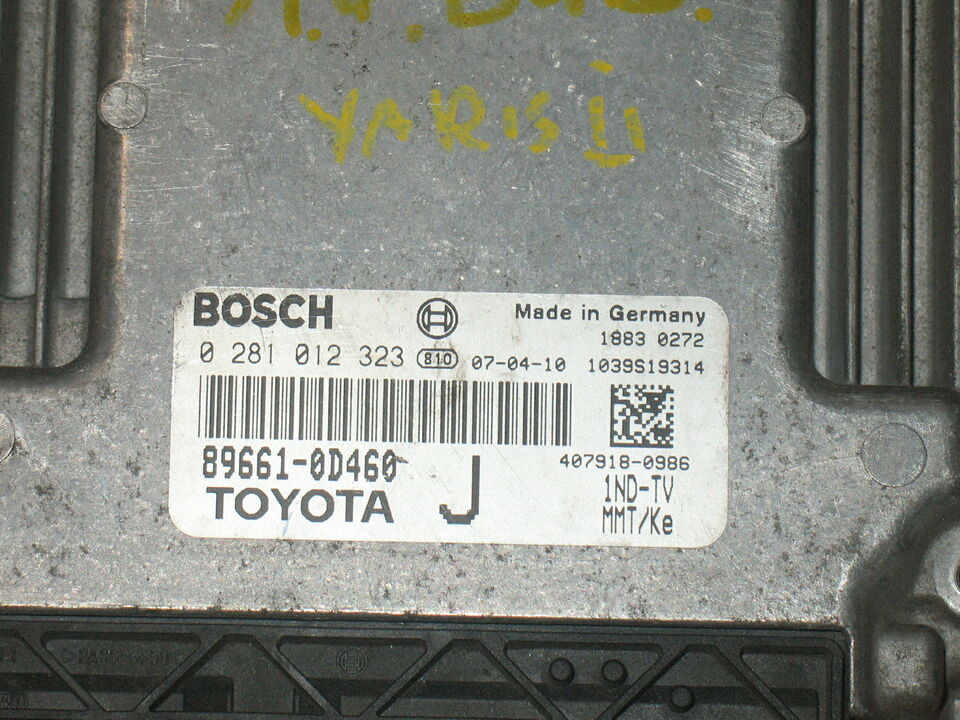 YARIS II
BOSCH Made in Germany
1883 0272
0 281 012 323 810 07-04-10 1039S19314
407918-0986
89661-0D460 J 1ND-TV
TOYOTA MMT/Ke